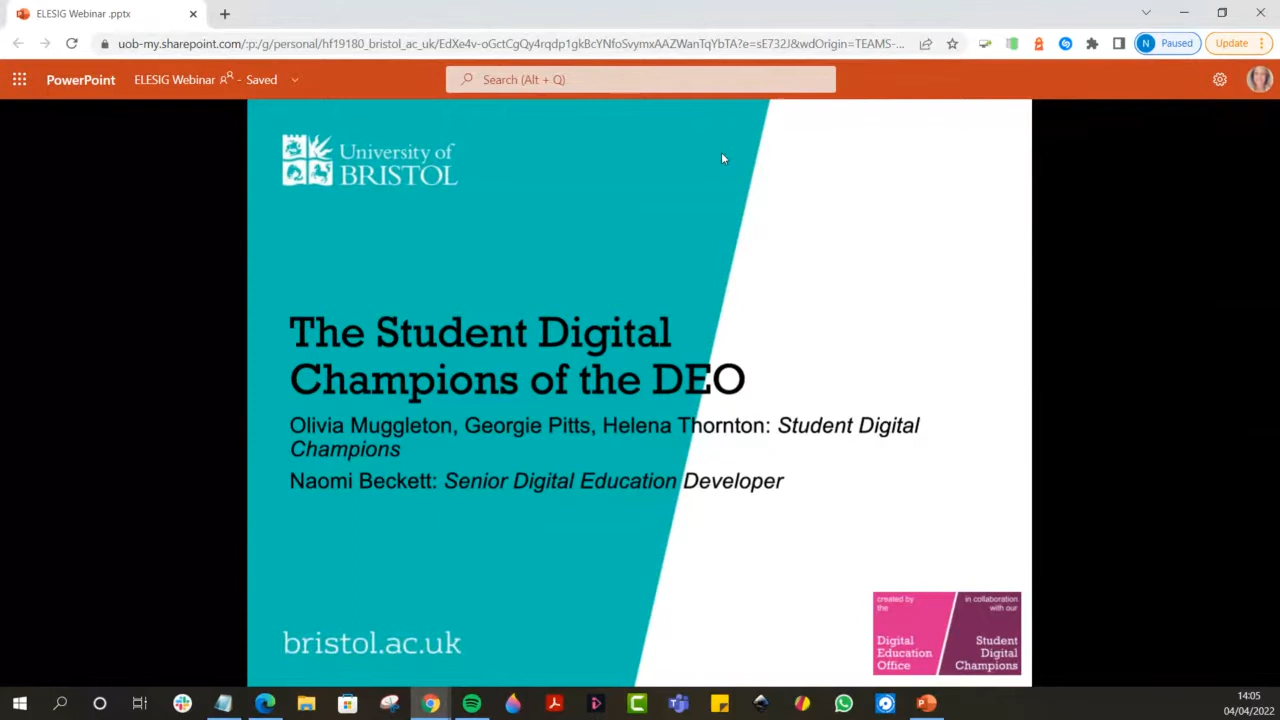 ELESIG Webinar .pptx
uob-my.sharepoint.com/:p:/g/personal/hf19180_bristol_ac_uk/EdXe4v-mCtCgQy4rqdp1gkBcYNfoSvymxAAZWanTqYbTA?e=sE732J&wdOrigin=TEAMS-...
N Paused
Update
PowerPoint
ELESIG Webinar - Saved
Search (Alt + Q)
University of
BRISTOL
The Student Digital
Champions of the DEO
Olivia Muggleton, Georgie Pitts, Helena Thornton: Student Digital
Champions
Naomi Beckett: Senior Digital Education Developer
bristol.ac.uk
created by
the
Digital
Education
Office
in collaboration
with our
Student
Digital
Champions
14:05
04/04/2022